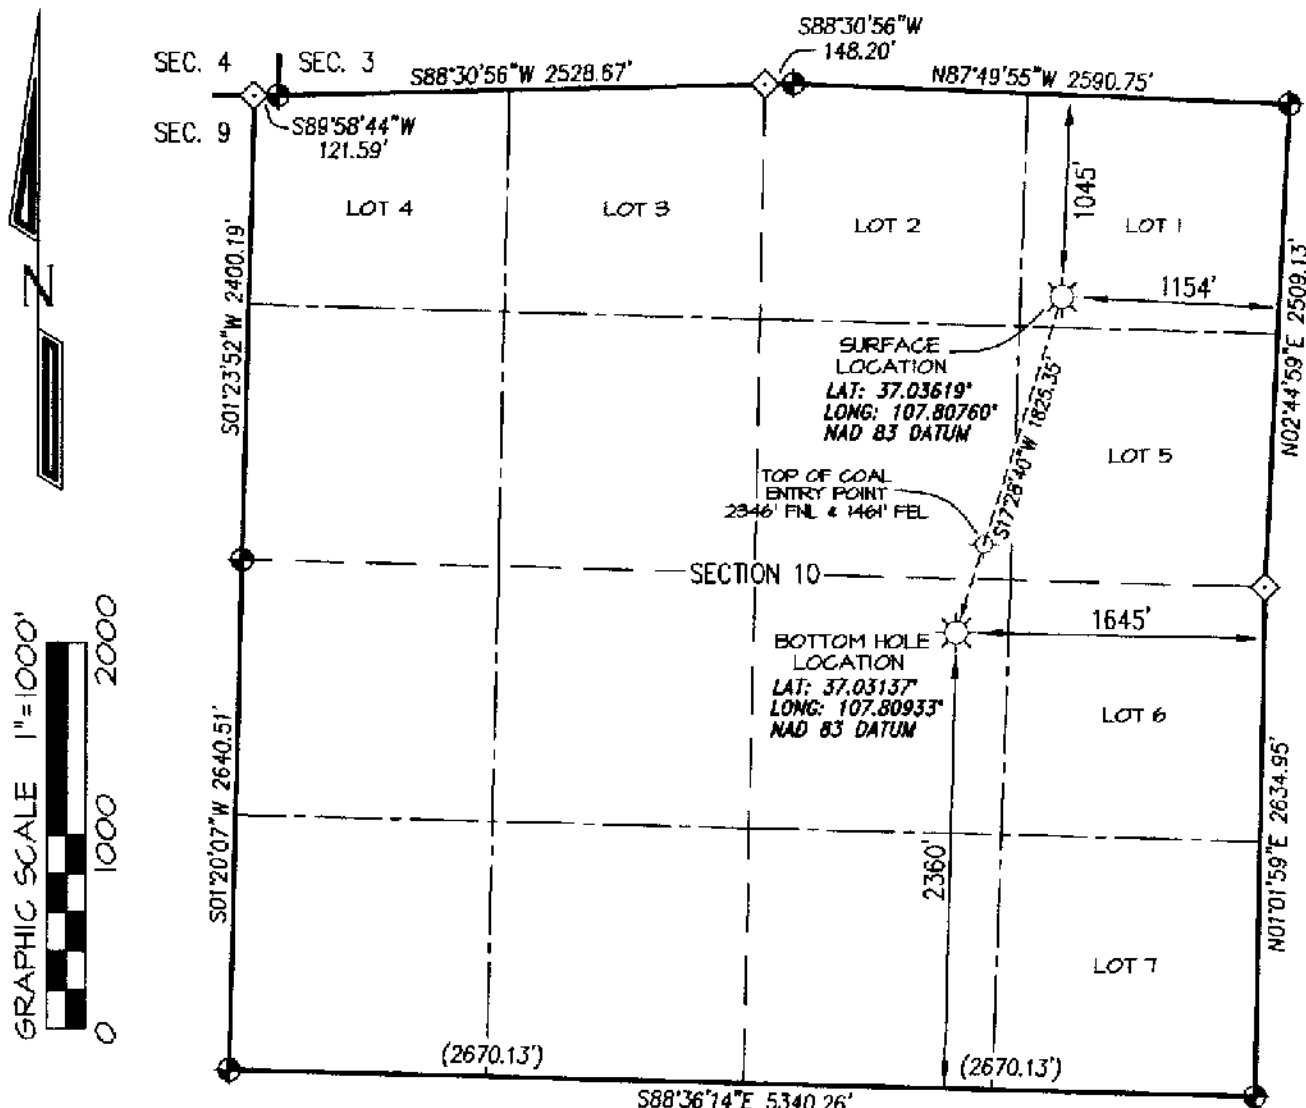 S88°30'56"W
148.20'
SEC. 4
SEC. 3
S88°30'56"W 2528.67'
N87°49'55"W 2590.75'
SEC. 9
S89°58'44"W
121.59'
LOT 4
LOT 3
LOT 2
LOT 1
1045'
1154'
S01°23'52"W 2400.19'
N02°44'59"E 2509.13'
N
SURFACE
LOCATION
LAT: 37.03619°
LONG: 107.80760°
NAD 83 DATUM
S17°28'40"W 1825.35'
LOT 5
TOP OF COAL
ENTRY POINT
2346' FNL & 1461' FEL
SECTION 10
1645'
BOTTOM HOLE
LOCATION
LAT: 37.03137°
LONG: 107.80933°
NAD 83 DATUM
LOT 6
GRAPHIC SCALE 1"=1000'
2000
1000
0
S01°20'07"W 2640.51'
2360'
N01°01'59"E 2634.95'
LOT 7
(2670.13')
(2670.13')
S88°36'14"E 5340.26'